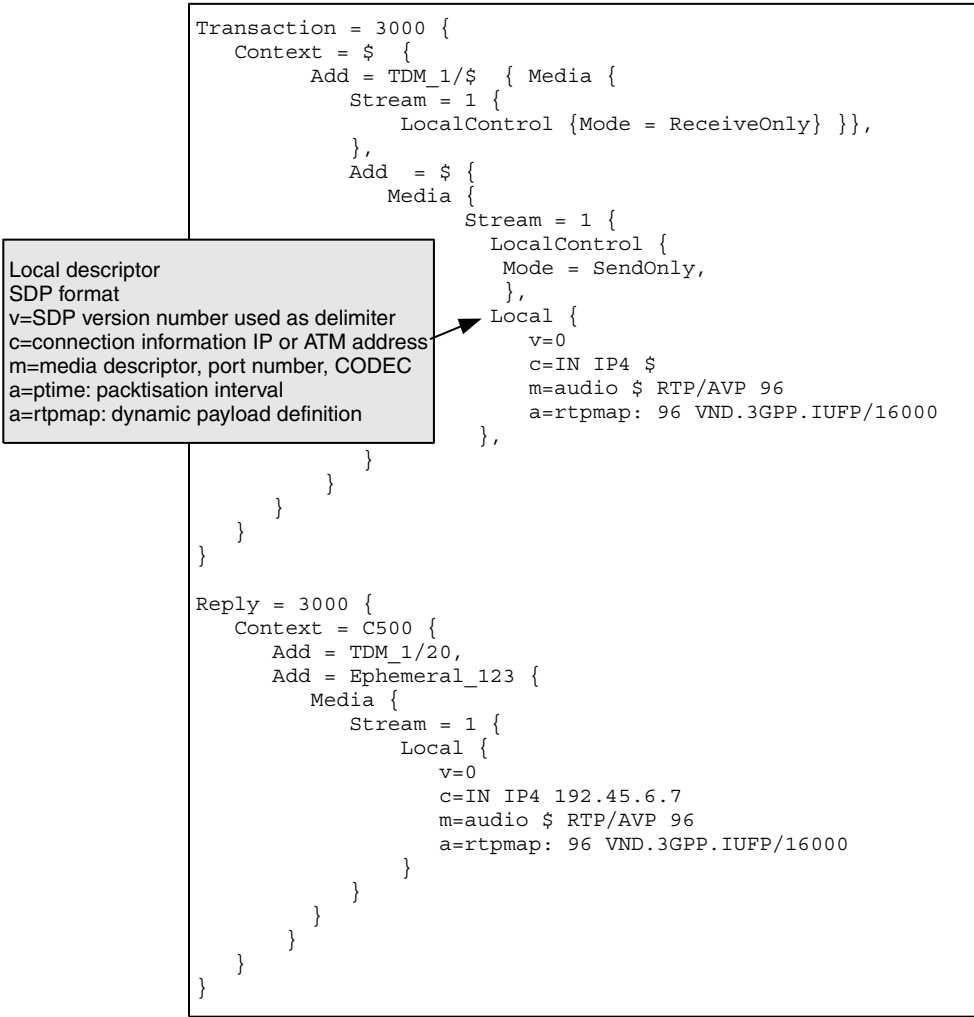 Transaction = 3000 {
Context = $ {
Add = TDM_1/$ { Media {
Stream = 1 {
LocalControl {Mode = ReceiveOnly} }},
},
Add = $ {
Media {
Stream = 1 {
LocalControl {
Mode = SendOnly,
},
Local {
v=0
c=IN IP4 $
m=audio $ RTP/AVP 96
a=rtpmap: 96 VND.3GPP.IUFP/16000
},
}
}
}
}
}
Local descriptor
SDP format
v=SDP version number used as delimiter
c=connection information IP or ATM address
m=media descriptor, port number, CODEC
a=ptime: packtisation interval
a=rtpmap: dynamic payload definition
Reply = 3000 {
Context = C500 {
Add = TDM_1/20,
Add = Ephemeral_123 {
Media {
Stream = 1 {
Local {
v=0
c=IN IP4 192.45.6.7
m=audio $ RTP/AVP 96
a=rtpmap: 96 VND.3GPP.IUFP/16000
}
}
}
}
}
}